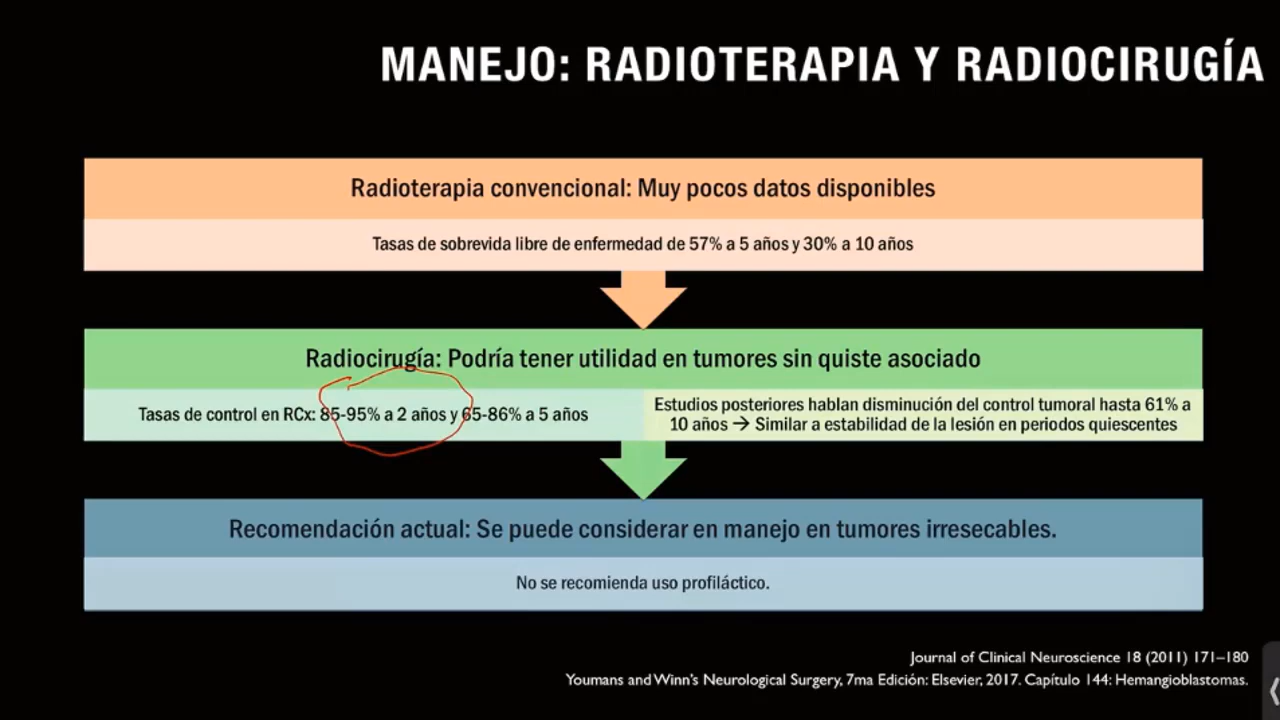 MANEJO: RADIOTERAPIA Y RADIOCIRUGÍA
Radioterapia convencional: Muy pocos datos disponibles
Tasas de sobrevida libre de enfermedad de 57% a 5 años y 30% a 10 años
Radiocirugía: Podría tener utilidad en tumores sin quiste asociado
Tasas de control en RCx: 85-95% a 2 años y 65-86% a 5 años
Estudios posteriores hablan disminución del control tumoral hasta 61% a
10 años → Similar a estabilidad de la lesión en periodos quiescentes
Recomendación actual: Se puede considerar en manejo en tumores irresecables.
No se recomienda uso profiláctico.
Journal of Clinical Neuroscience 18 (2011) 171–180
Youmans and Winn's Neurological Surgery, 7ma Edición: Elsevier, 2017. Capítulo 144: Hemangioblastomas.